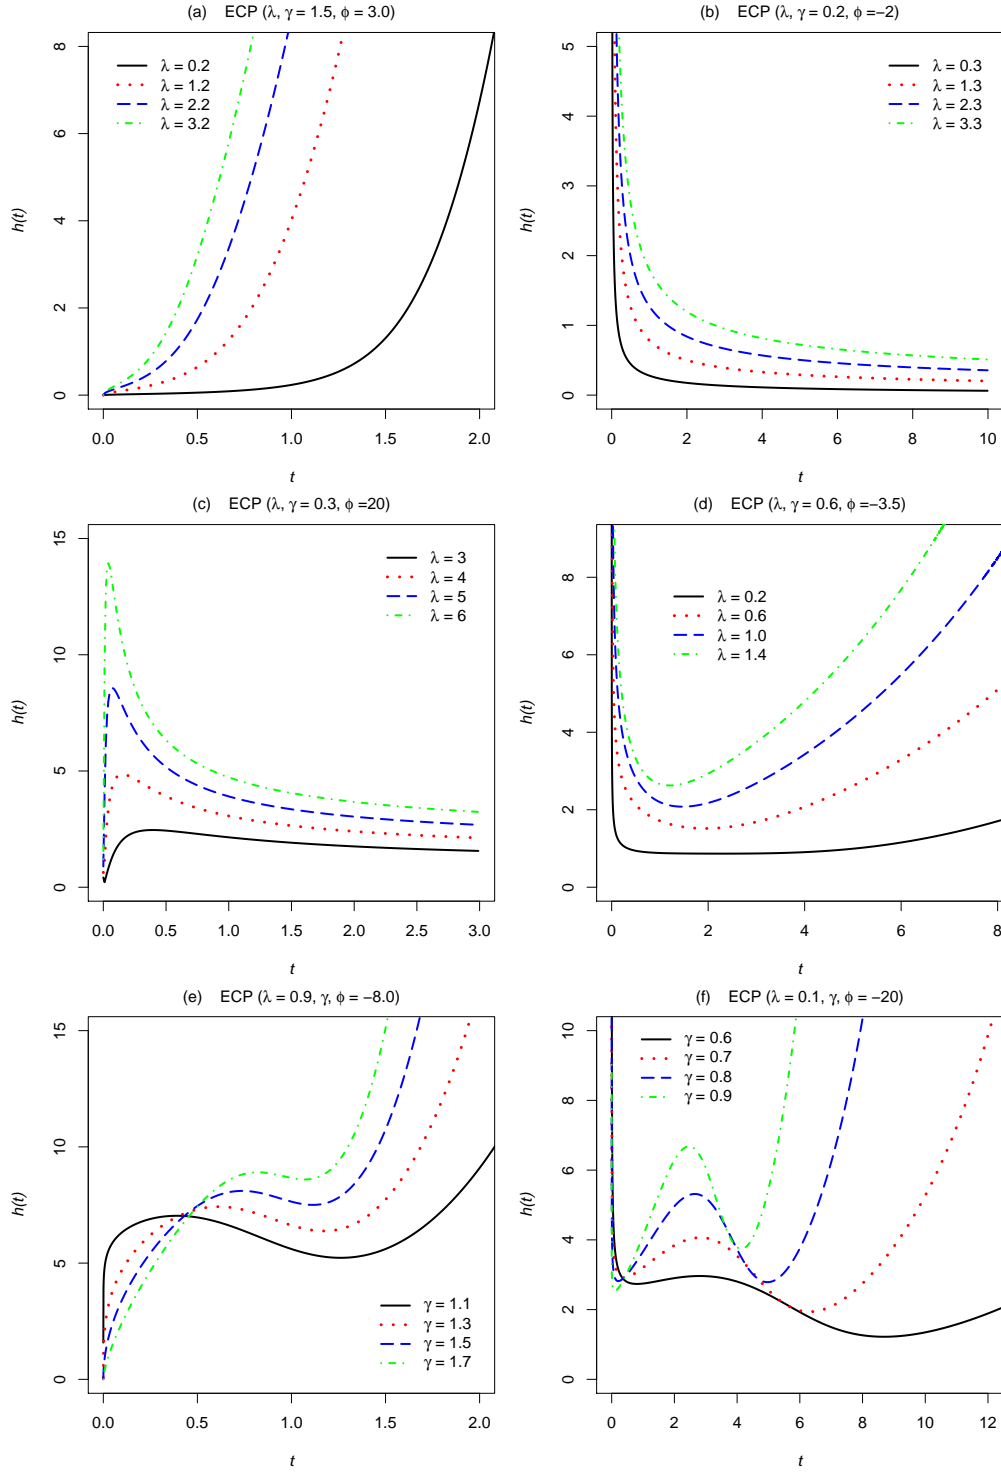 (a) ECP (λ, γ = 1.5, ϕ = 3.0)
8
6
4
2
0
h(t)
λ = 0.2
λ = 1.2
λ = 2.2
λ = 3.2
0.0 0.5 1.0 1.5 2.0
t
(b) ECP (λ, γ = 0.2, ϕ =−2)
5
4
3
2
1
0
h(t)
λ = 0.3
λ = 1.3
λ = 2.3
λ = 3.3
0 2 4 6 8 10
t
(c) ECP (λ, γ = 0.3, ϕ =20)
15
10
5
0
h(t)
λ = 3
λ = 4
λ = 5
λ = 6
0.0 0.5 1.0 1.5 2.0 2.5 3.0
t
(d) ECP (λ, γ = 0.6, ϕ =−3.5)
8
6
4
2
0
h(t)
λ = 0.2
λ = 0.6
λ = 1.0
λ = 1.4
0 2 4 6 8
t
(e) ECP (λ = 0.9, γ, ϕ = −8.0)
15
10
5
0
h(t)
γ = 1.1
γ = 1.3
γ = 1.5
γ = 1.7
0.0 0.5 1.0 1.5 2.0
t
(f) ECP (λ = 0.1, γ, ϕ = −20)
10
8
6
4
2
0
h(t)
γ = 0.6
γ = 0.7
γ = 0.8
γ = 0.9
0 2 4 6 8 10 12
t